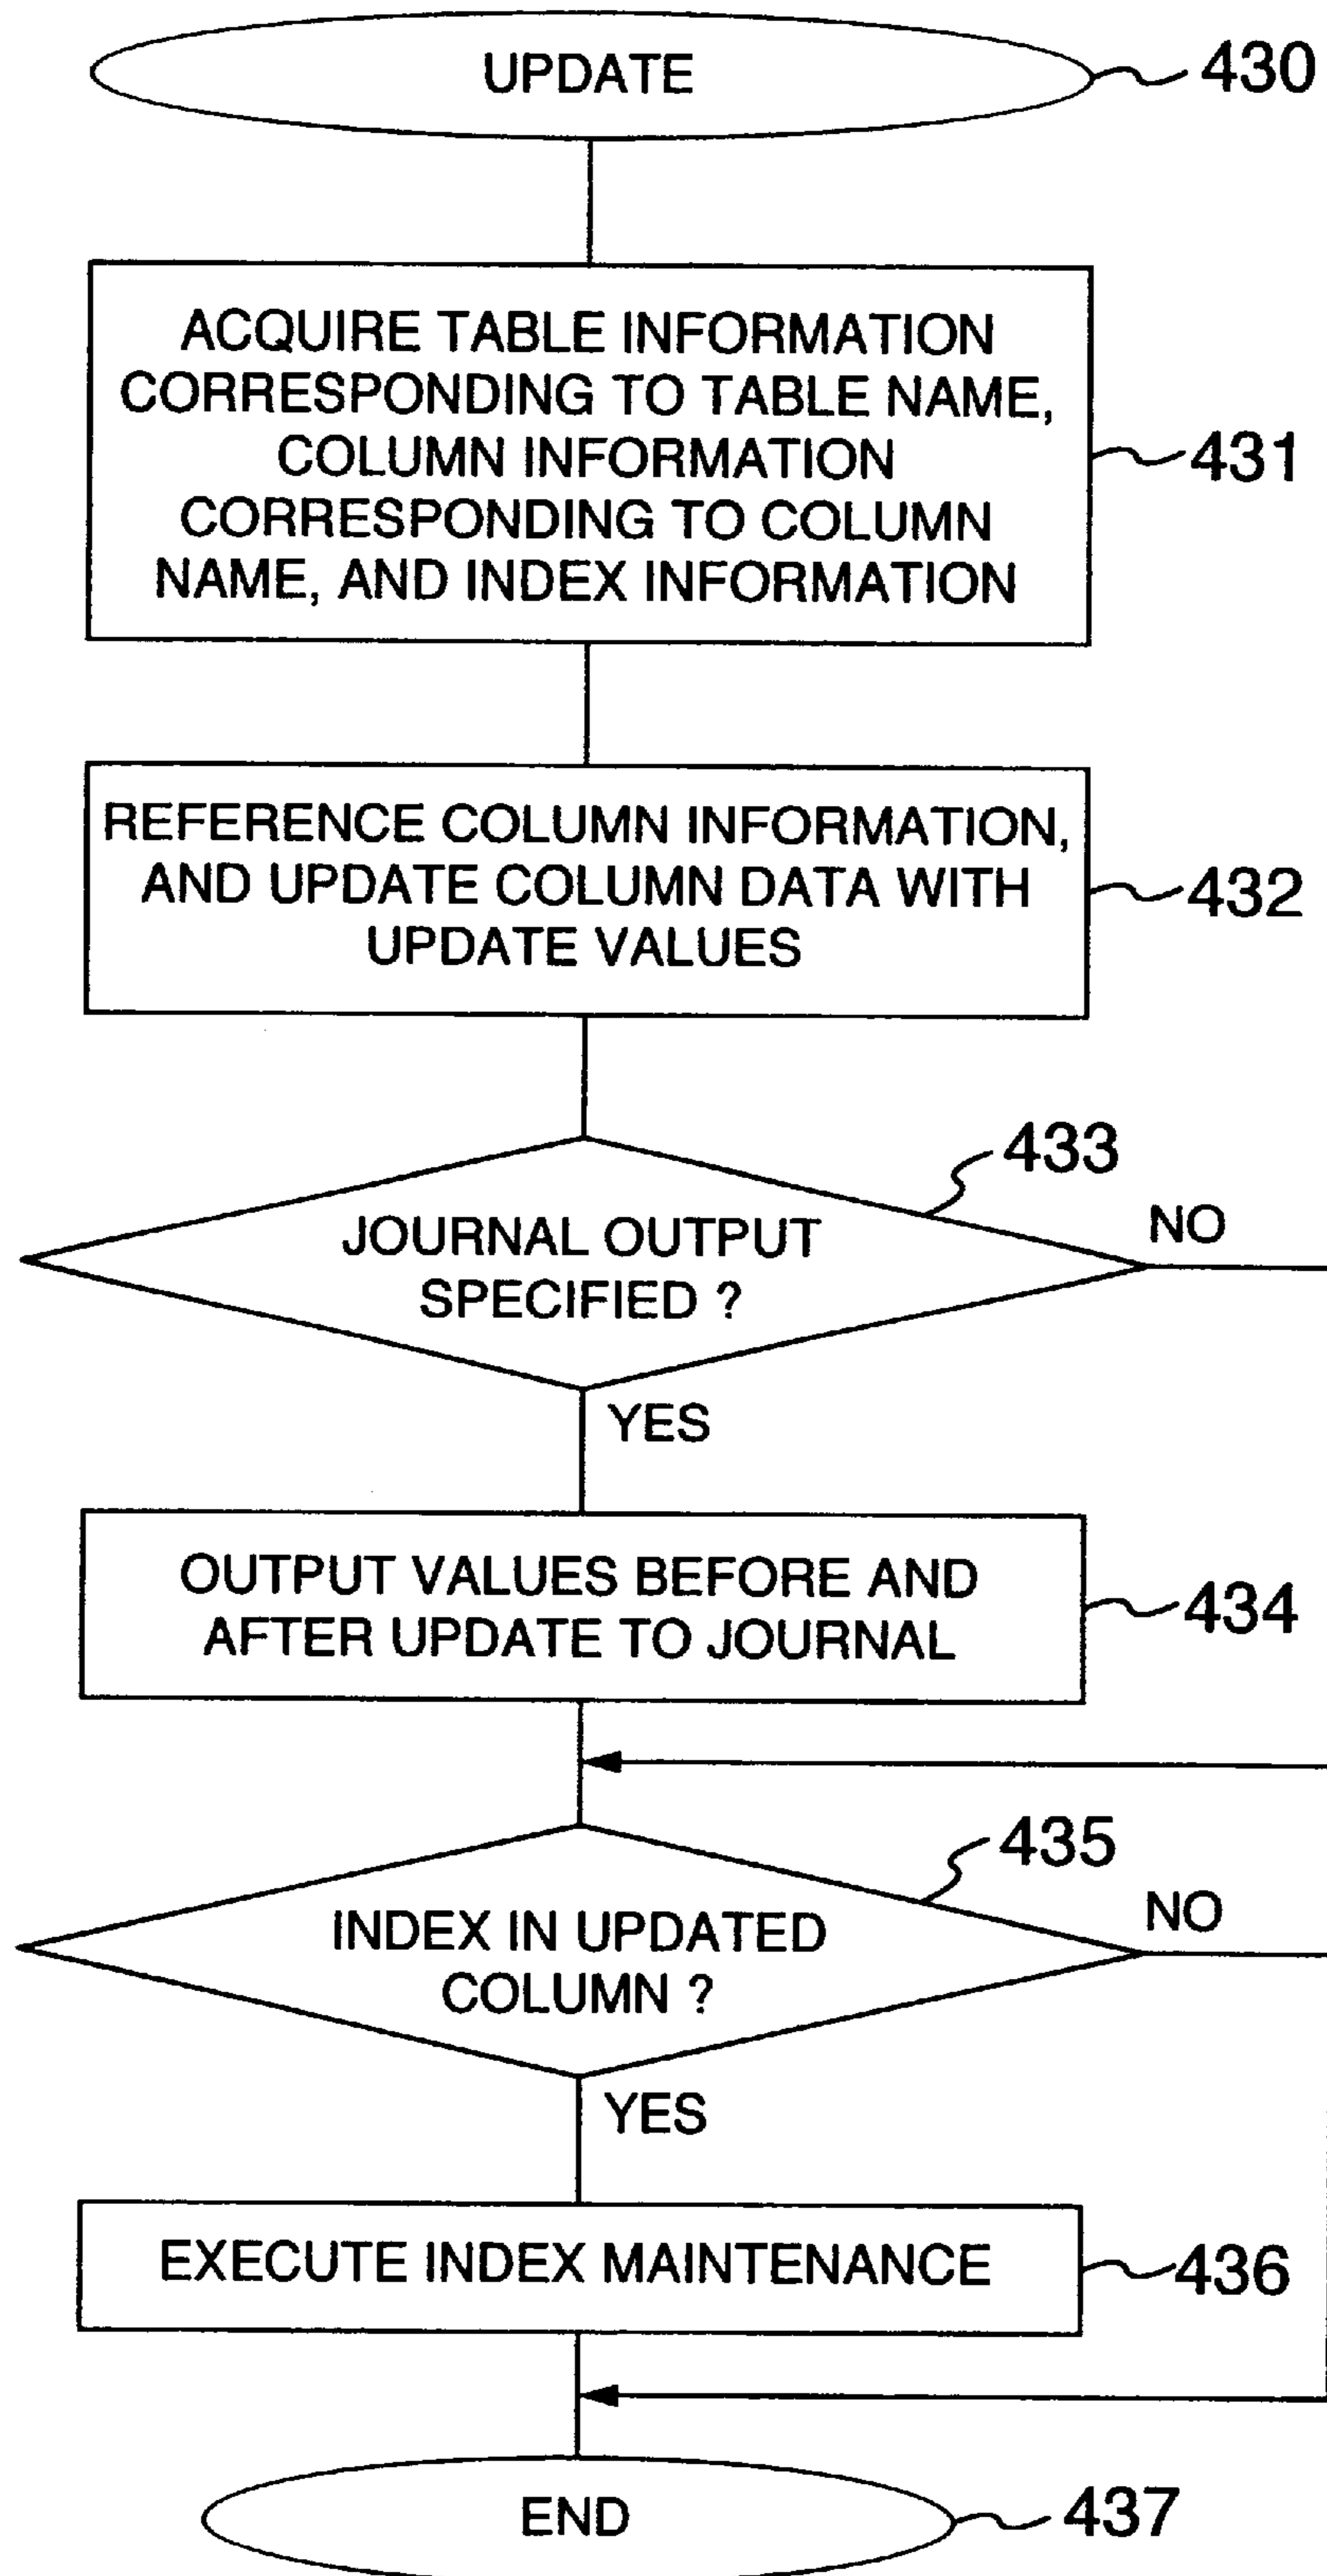 UPDATE
430
ACQUIRE TABLE INFORMATION
CORRESPONDING TO TABLE NAME,
COLUMN INFORMATION
CORRESPONDING TO COLUMN
NAME, AND INDEX INFORMATION
431
REFERENCE COLUMN INFORMATION,
AND UPDATE COLUMN DATA WITH
UPDATE VALUES
432
433
JOURNAL OUTPUT
SPECIFIED ?
NO
YES
OUTPUT VALUES BEFORE AND
AFTER UPDATE TO JOURNAL
434
435
INDEX IN UPDATED
COLUMN ?
NO
YES
EXECUTE INDEX MAINTENANCE
436
END
437